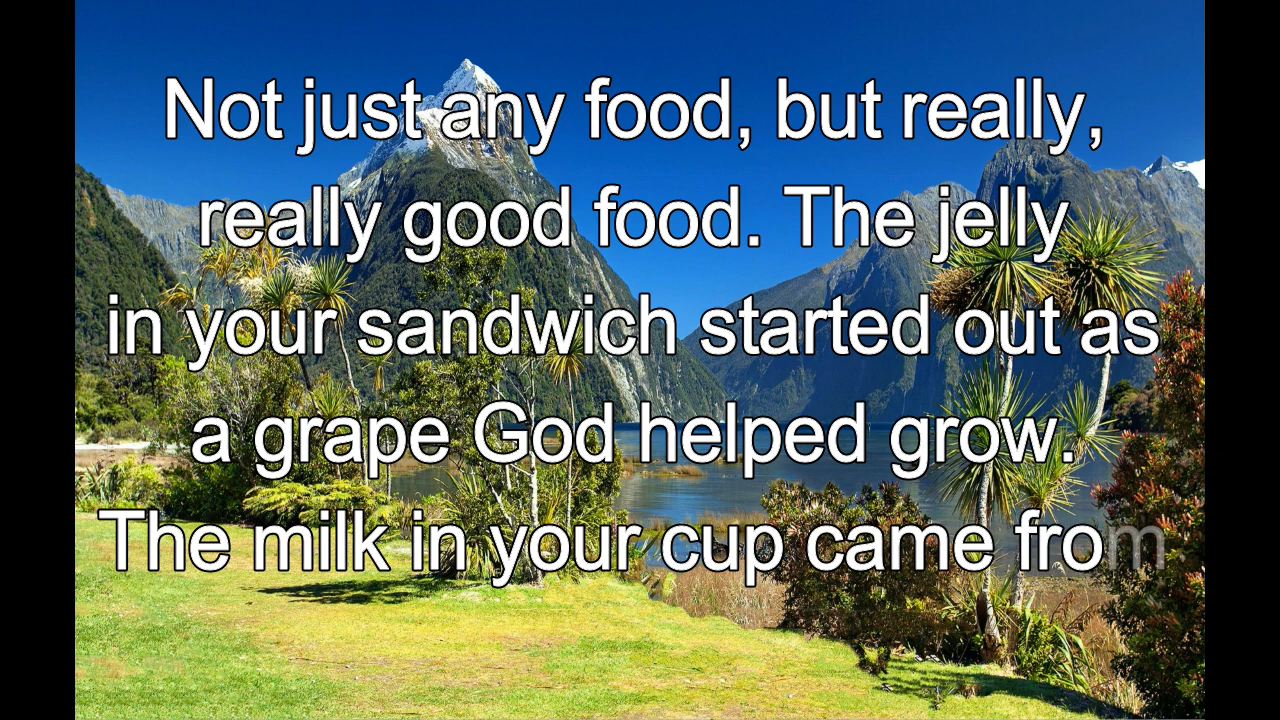 Not just any food, but really,
really good food. The jelly
in your sandwich started out as
a grape God helped grow.
The milk in your cup came from